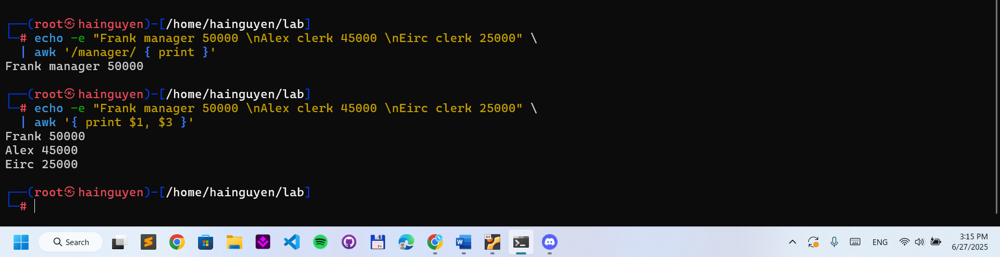 ┌──(root㉿hainguyen)-[/home/hainguyen/lab]
└─# echo -e "Frank manager 50000 \nAlex clerk 45000 \nEirc clerk 25000" \
| awk '/manager/ { print }'
Frank manager 50000
┌──(root㉿hainguyen)-[/home/hainguyen/lab]
└─# echo -e "Frank manager 50000 \nAlex clerk 45000 \nEirc clerk 25000" \
| awk '{ print $1, $3 }'
Frank 50000
Alex 45000
Eirc 25000
┌──(root㉿hainguyen)-[/home/hainguyen/lab]
└─#
Search
64
W
64
ENG
3:15 PM
6/27/2025